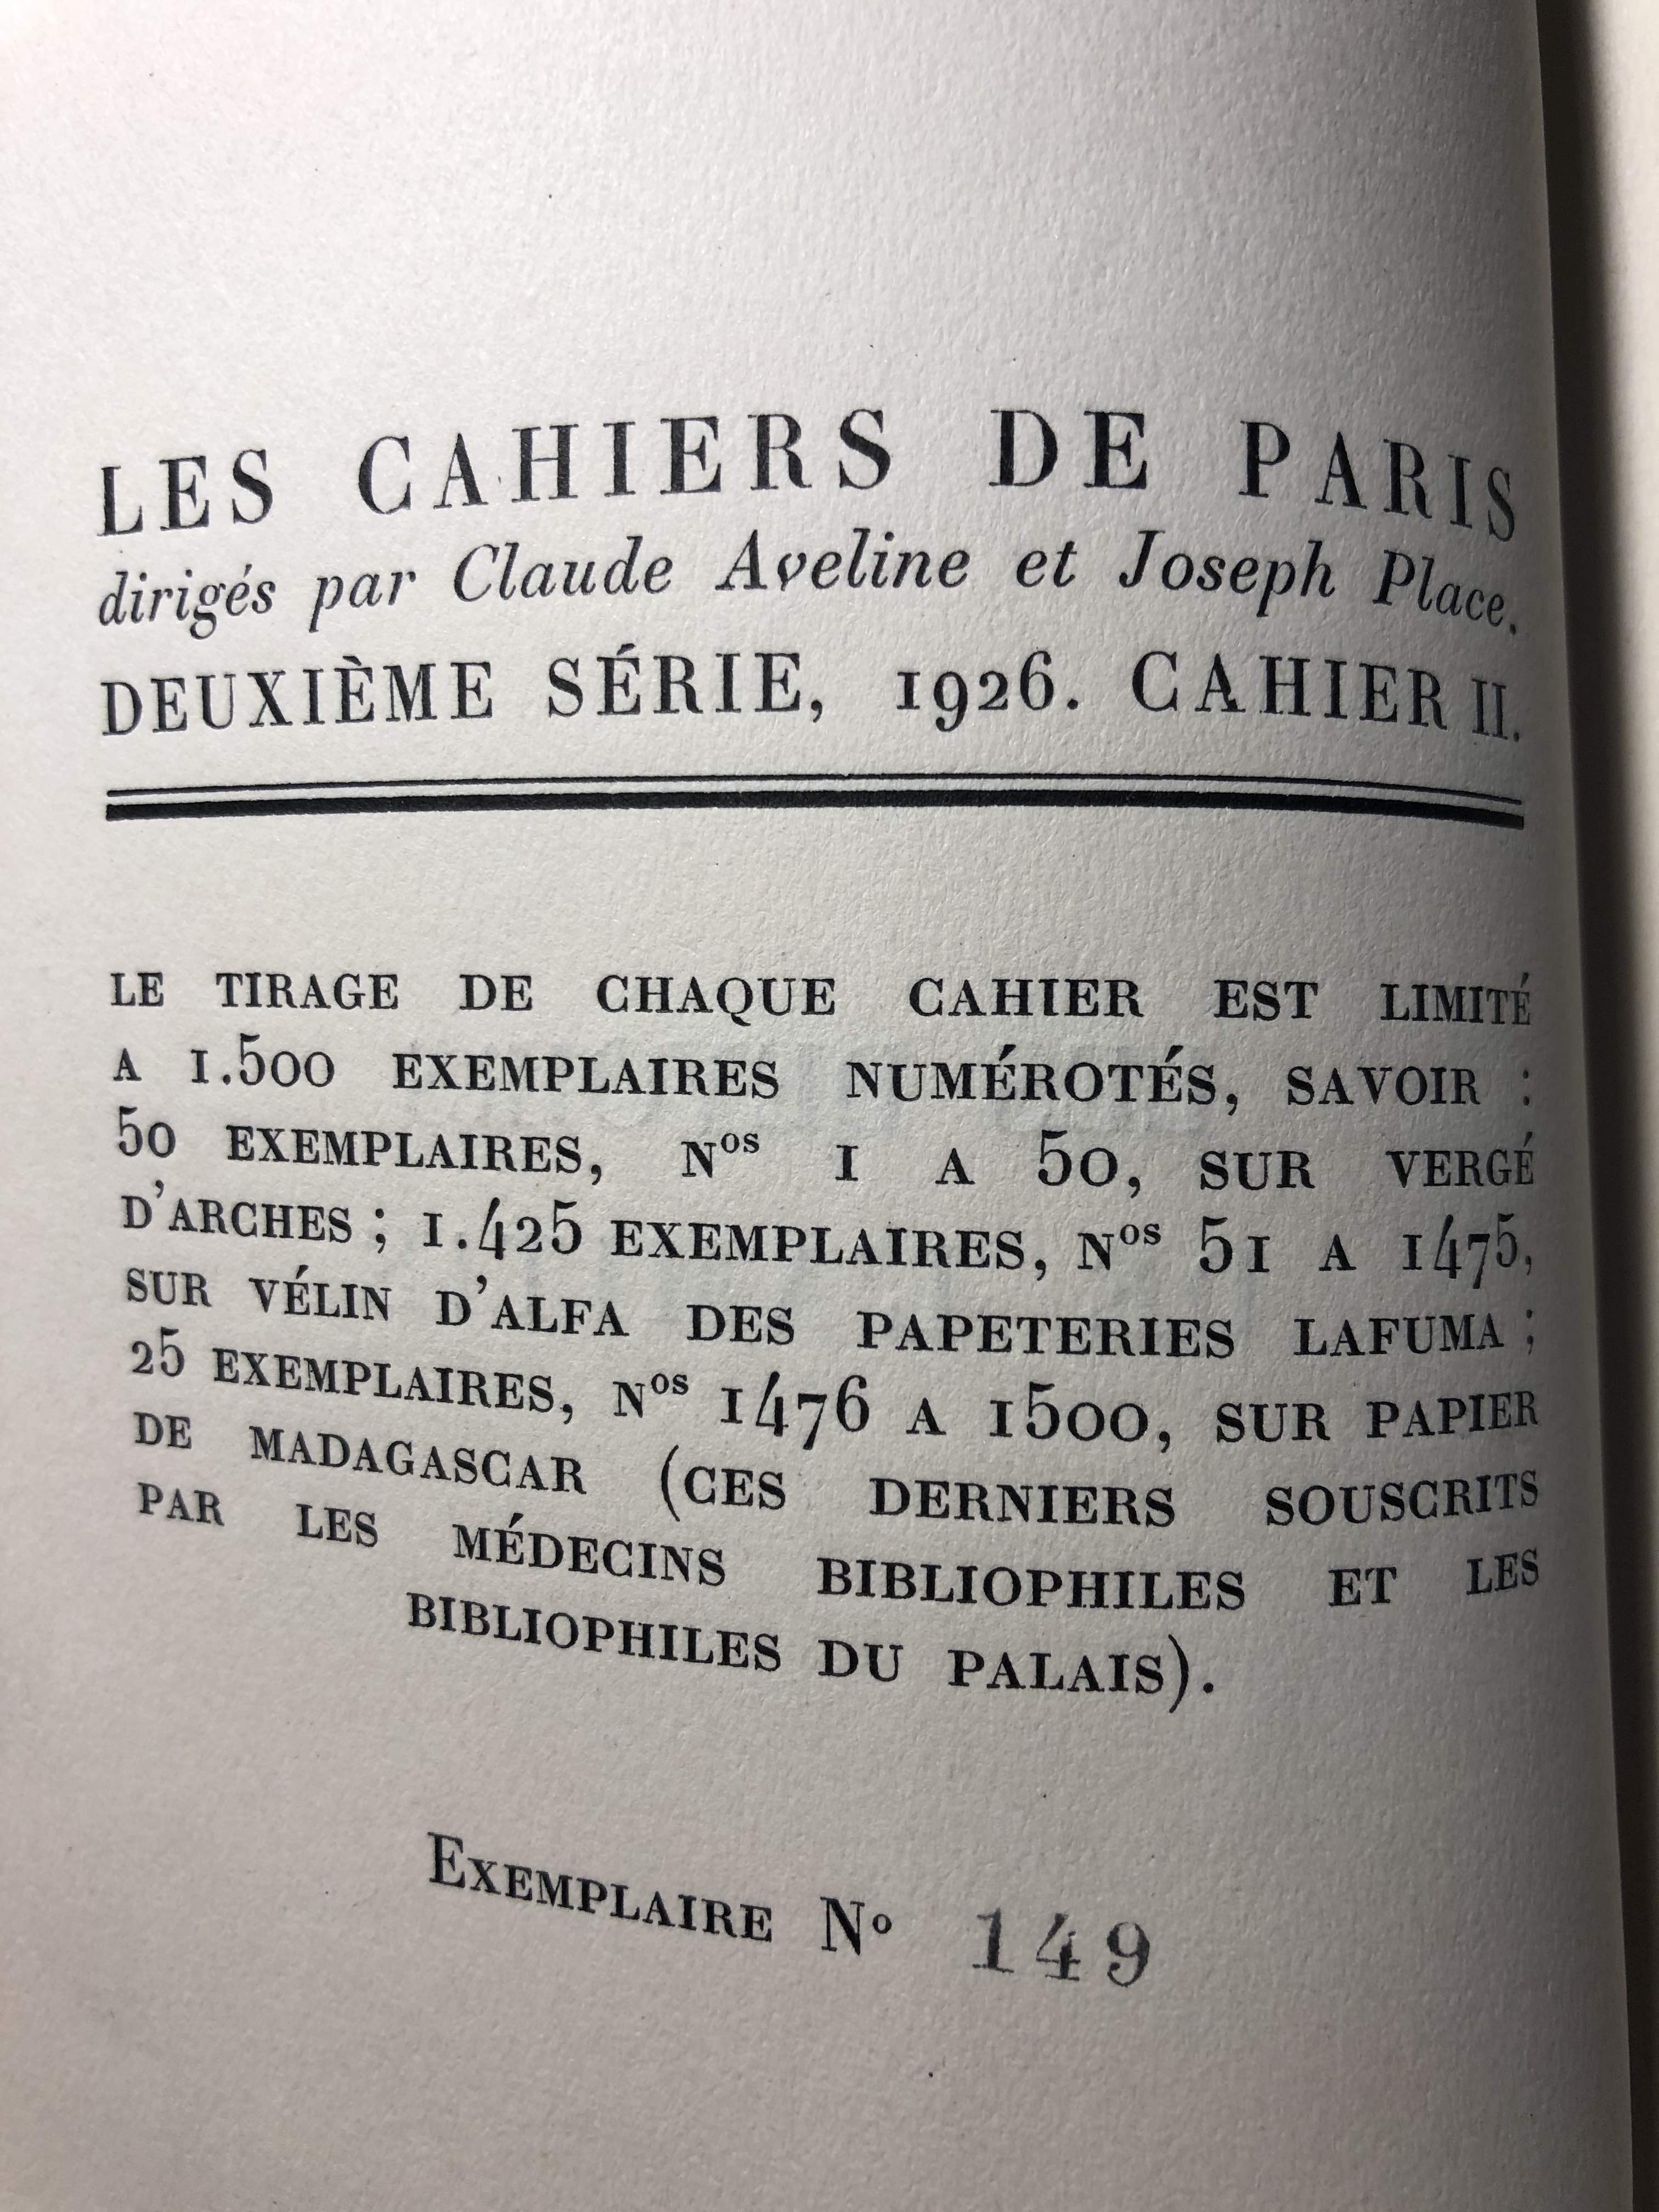 LES CAHIERS DE PARIS
dirigés par Claude Aveline et Joseph Place.
DEUXIÈME SÉRIE, 1926. CAHIER II.
LE TIRAGE DE CHAQUE CAHIER EST LIMITÉ
A 1.500 EXEMPLAIRES NUMÉROTÉS, SAVOIR :
50 EXEMPLAIRES, Nos 1 A 50, SUR VERGÉ
D'ARCHES ; 1.425 EXEMPLAIRES, Nos 51 A 1475,
SUR VÉLIN D'ALFA DES PAPETERIES LAFUMA ;
25 EXEMPLAIRES, Nos 1476 A 1500, SUR PAPIER
DE MADAGASCAR (CES DERNIERS SOUSCRITS
PAR LES MÉDECINS BIBLIOPHILES ET LES
BIBLIOPHILES DU PALAIS).
EXEMPLAIRE No 149